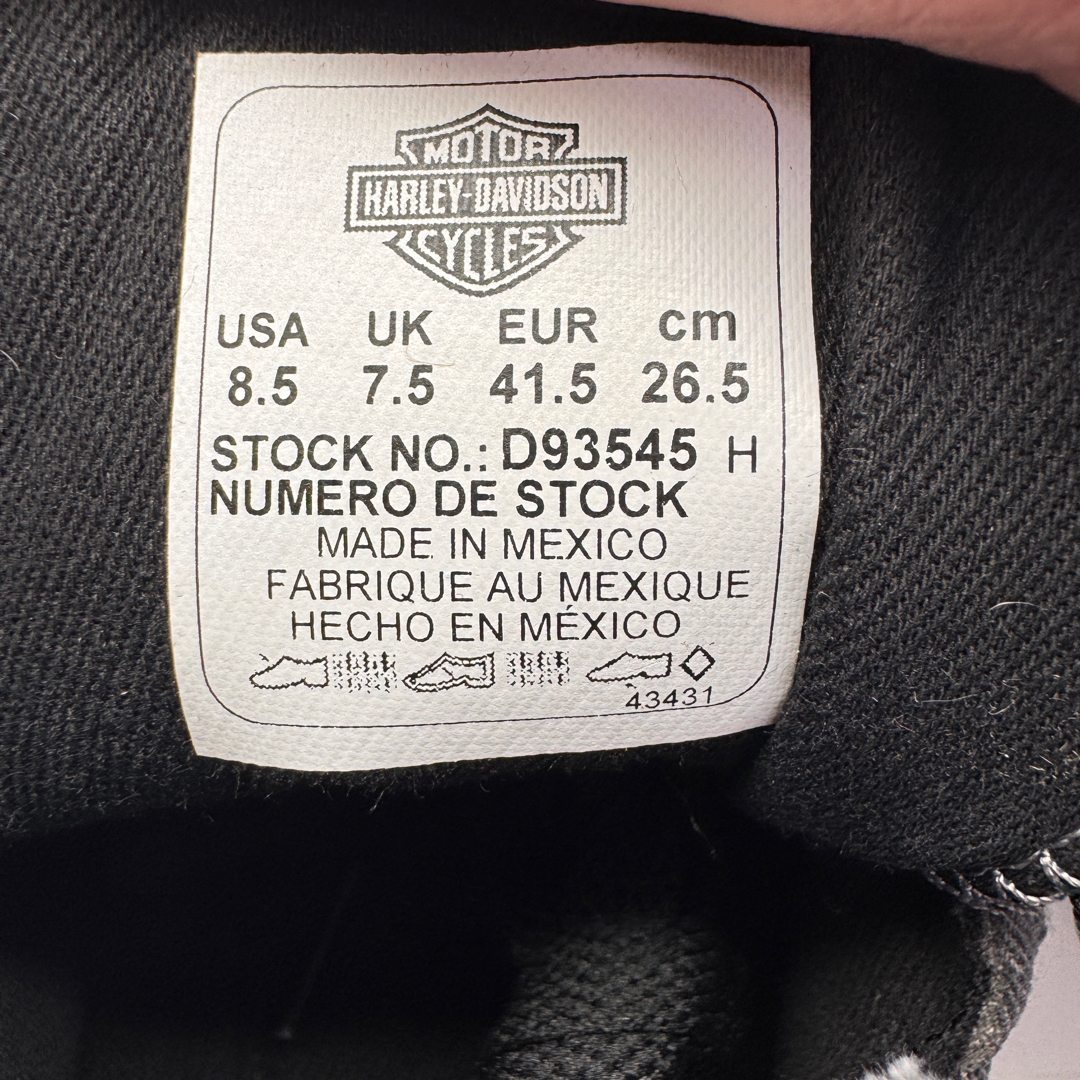 MOTOR
HARLEY-DAVIDSON
CYCLES
USA UK EUR cm
8.5 7.5 41.5 26.5
STOCK NO.: D93545 H
NUMERO DE STOCK
MADE IN MEXICO
FABRIQUE AU MEXIQUE
HECHO EN MÉXICO
43431